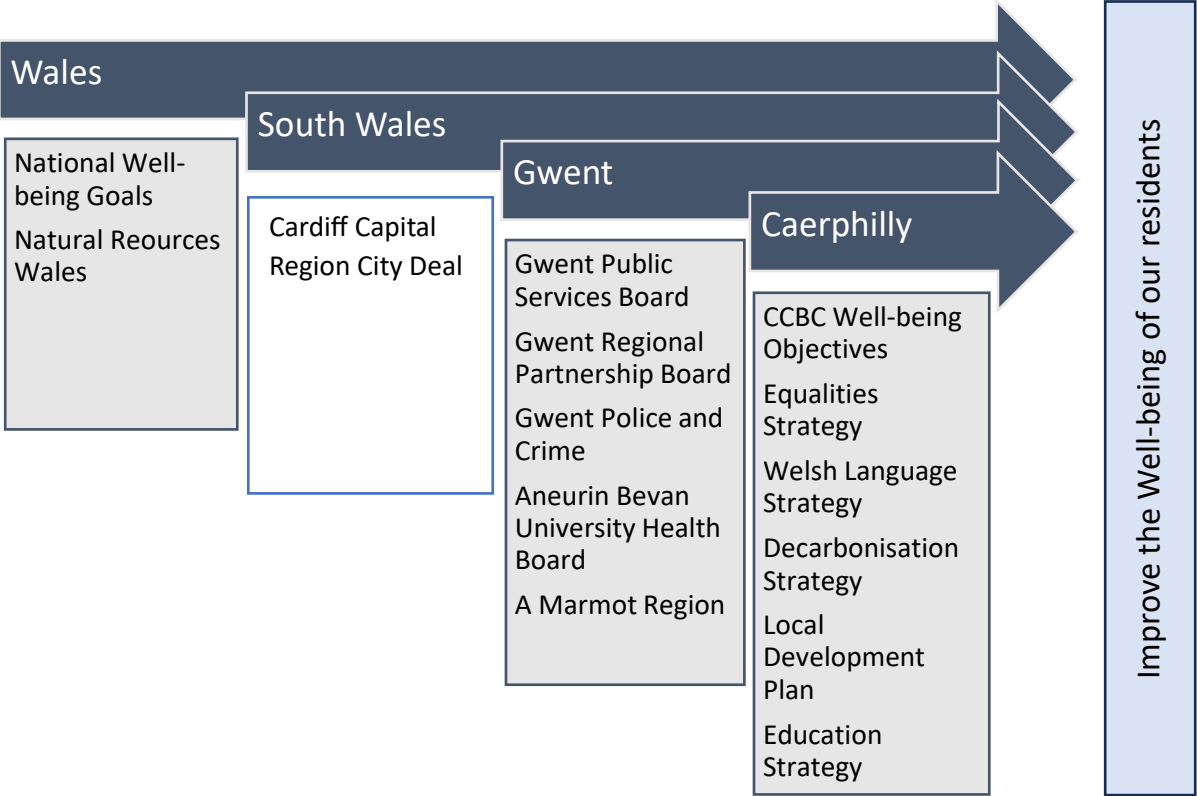 Wales
National Well-
being Goals
Natural Reources
Wales
South Wales
Cardiff Capital
Region City Deal
Gwent
Gwent Public
Services Board
Gwent Regional
Partnership Board
Gwent Police and
Crime
Aneurin Bevan
University Health
Board
A Marmot Region
Caerphilly
CCBC Well-being
Objectives
Equalities
Strategy
Welsh Language
Strategy
Decarbonisation
Strategy
Local
Development
Plan
Education
Strategy
Improve the Well-being of our residents